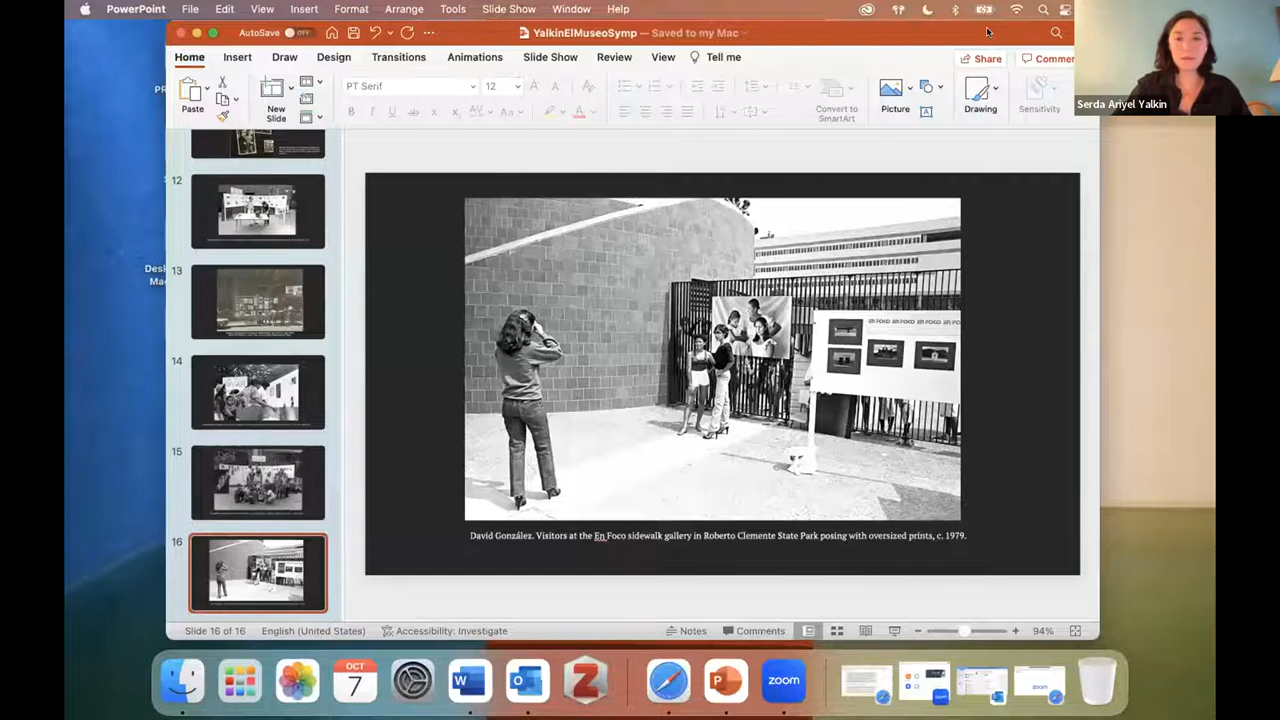 PowerPoint File Edit View Insert Format Arrange Tools Slide Show Window Help
AutoSave OFF YalkinElMuseoSymp — Saved to my Mac
Home Insert Draw Design Transitions Animations Slide Show Review View Tell me Share Commen
PT Serif 12
Paste New Slide Convert to SmartArt Picture Drawing Sensitivity
Serda Ariyel Yalkin
12
13
14
15
16
EN FOCO EN FOCO EN FOCO
David González. Visitors at the En Foco sidewalk gallery in Roberto Clemente State Park posing with oversized prints, c. 1979.
Desk
Mac
Slide 16 of 16 English (United States) Accessibility: Investigate Notes Comments 94%
OCT
7
zoom